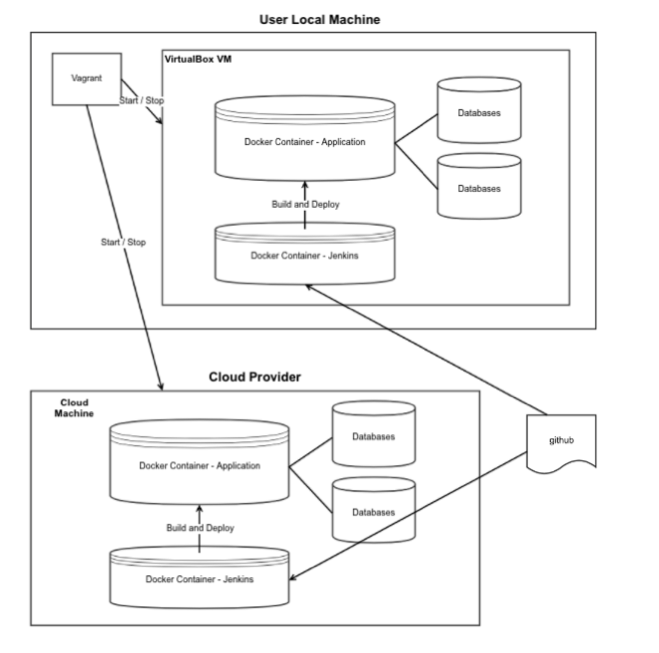 User Local Machine
VirtualBox VM
Vagrant
Start / Stop
Docker Container - Application
Databases
Databases
Build and Deploy
Docker Container - Jenkins
Start / Stop
Cloud Provider
Cloud
Machine
Docker Container - Application
Databases
Databases
Build and Deploy
Docker Container - Jenkins
github